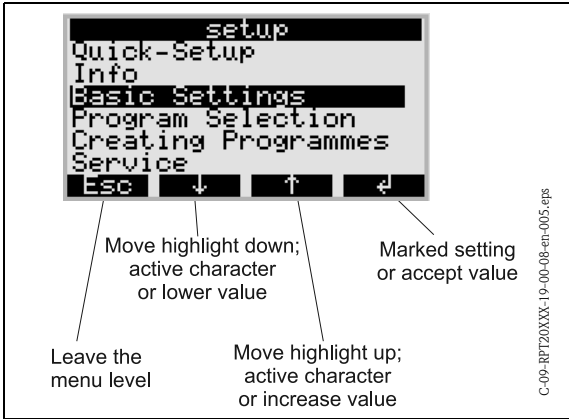 setup
Quick-Setup
Info
Basic Settings
Program Selection
Creating Programmes
Service
Esc ↓ ↑ ↲
Move highlight down;
active character
or lower value
Marked setting
or accept value
Leave the
menu level
Move highlight up;
active character
or increase value
C-09-RPT20XXX-19-00-08-en-005.eps